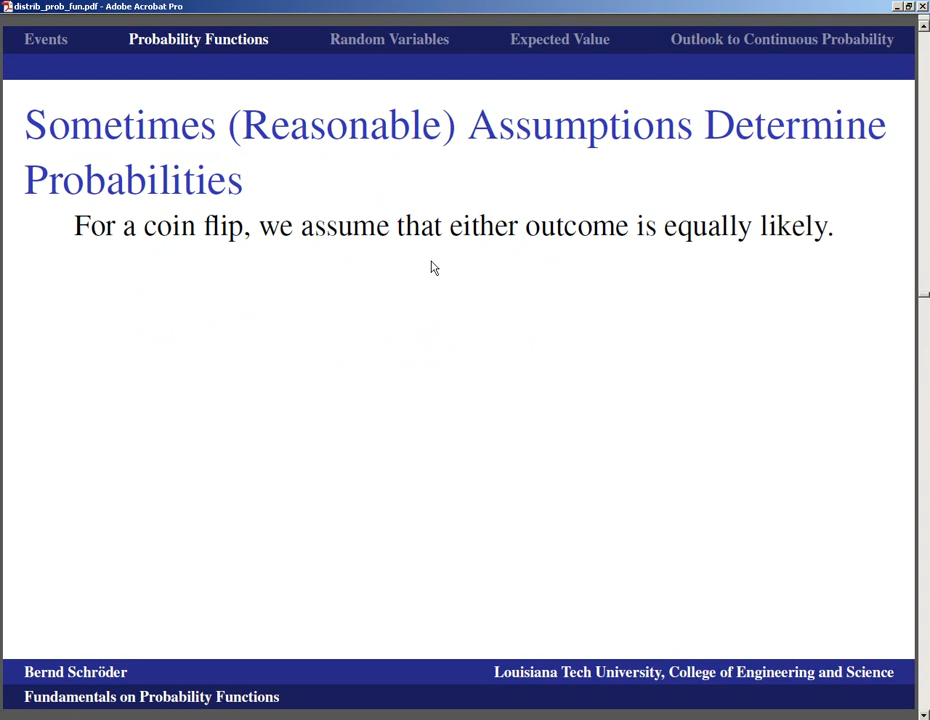 distrib_prob_fun.pdf - Adobe Acrobat Pro
Events Probability Functions Random Variables Expected Value Outlook to Continuous Probability
Sometimes (Reasonable) Assumptions Determine
Probabilities
For a coin flip, we assume that either outcome is equally likely.
Bernd Schröder Louisiana Tech University, College of Engineering and Science
Fundamentals on Probability Functions